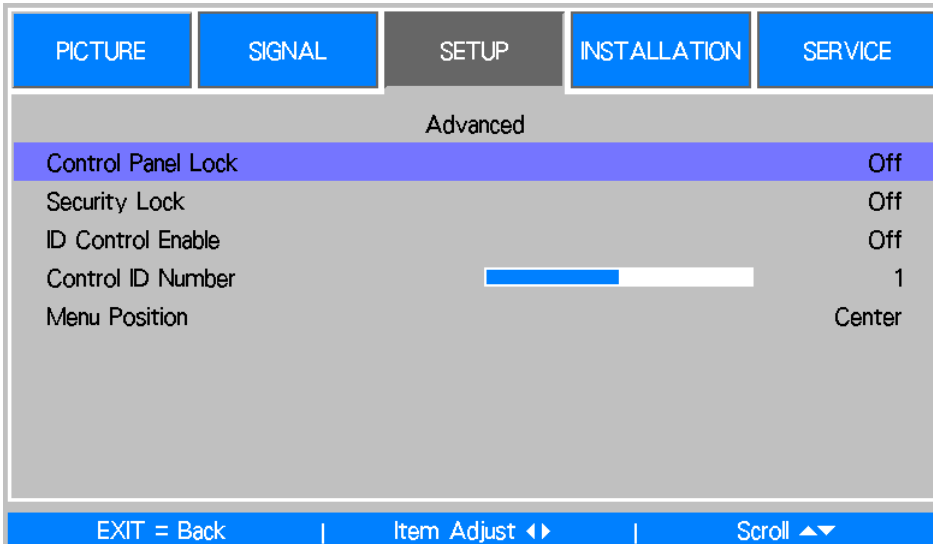 PICTURE SIGNAL SETUP INSTALLATION SERVICE
Advanced
Control Panel Lock Off
Security Lock Off
ID Control Enable Off
Control ID Number 1
Menu Position Center
EXIT = Back | Item Adjust ◂▸ | Scroll ▴▾